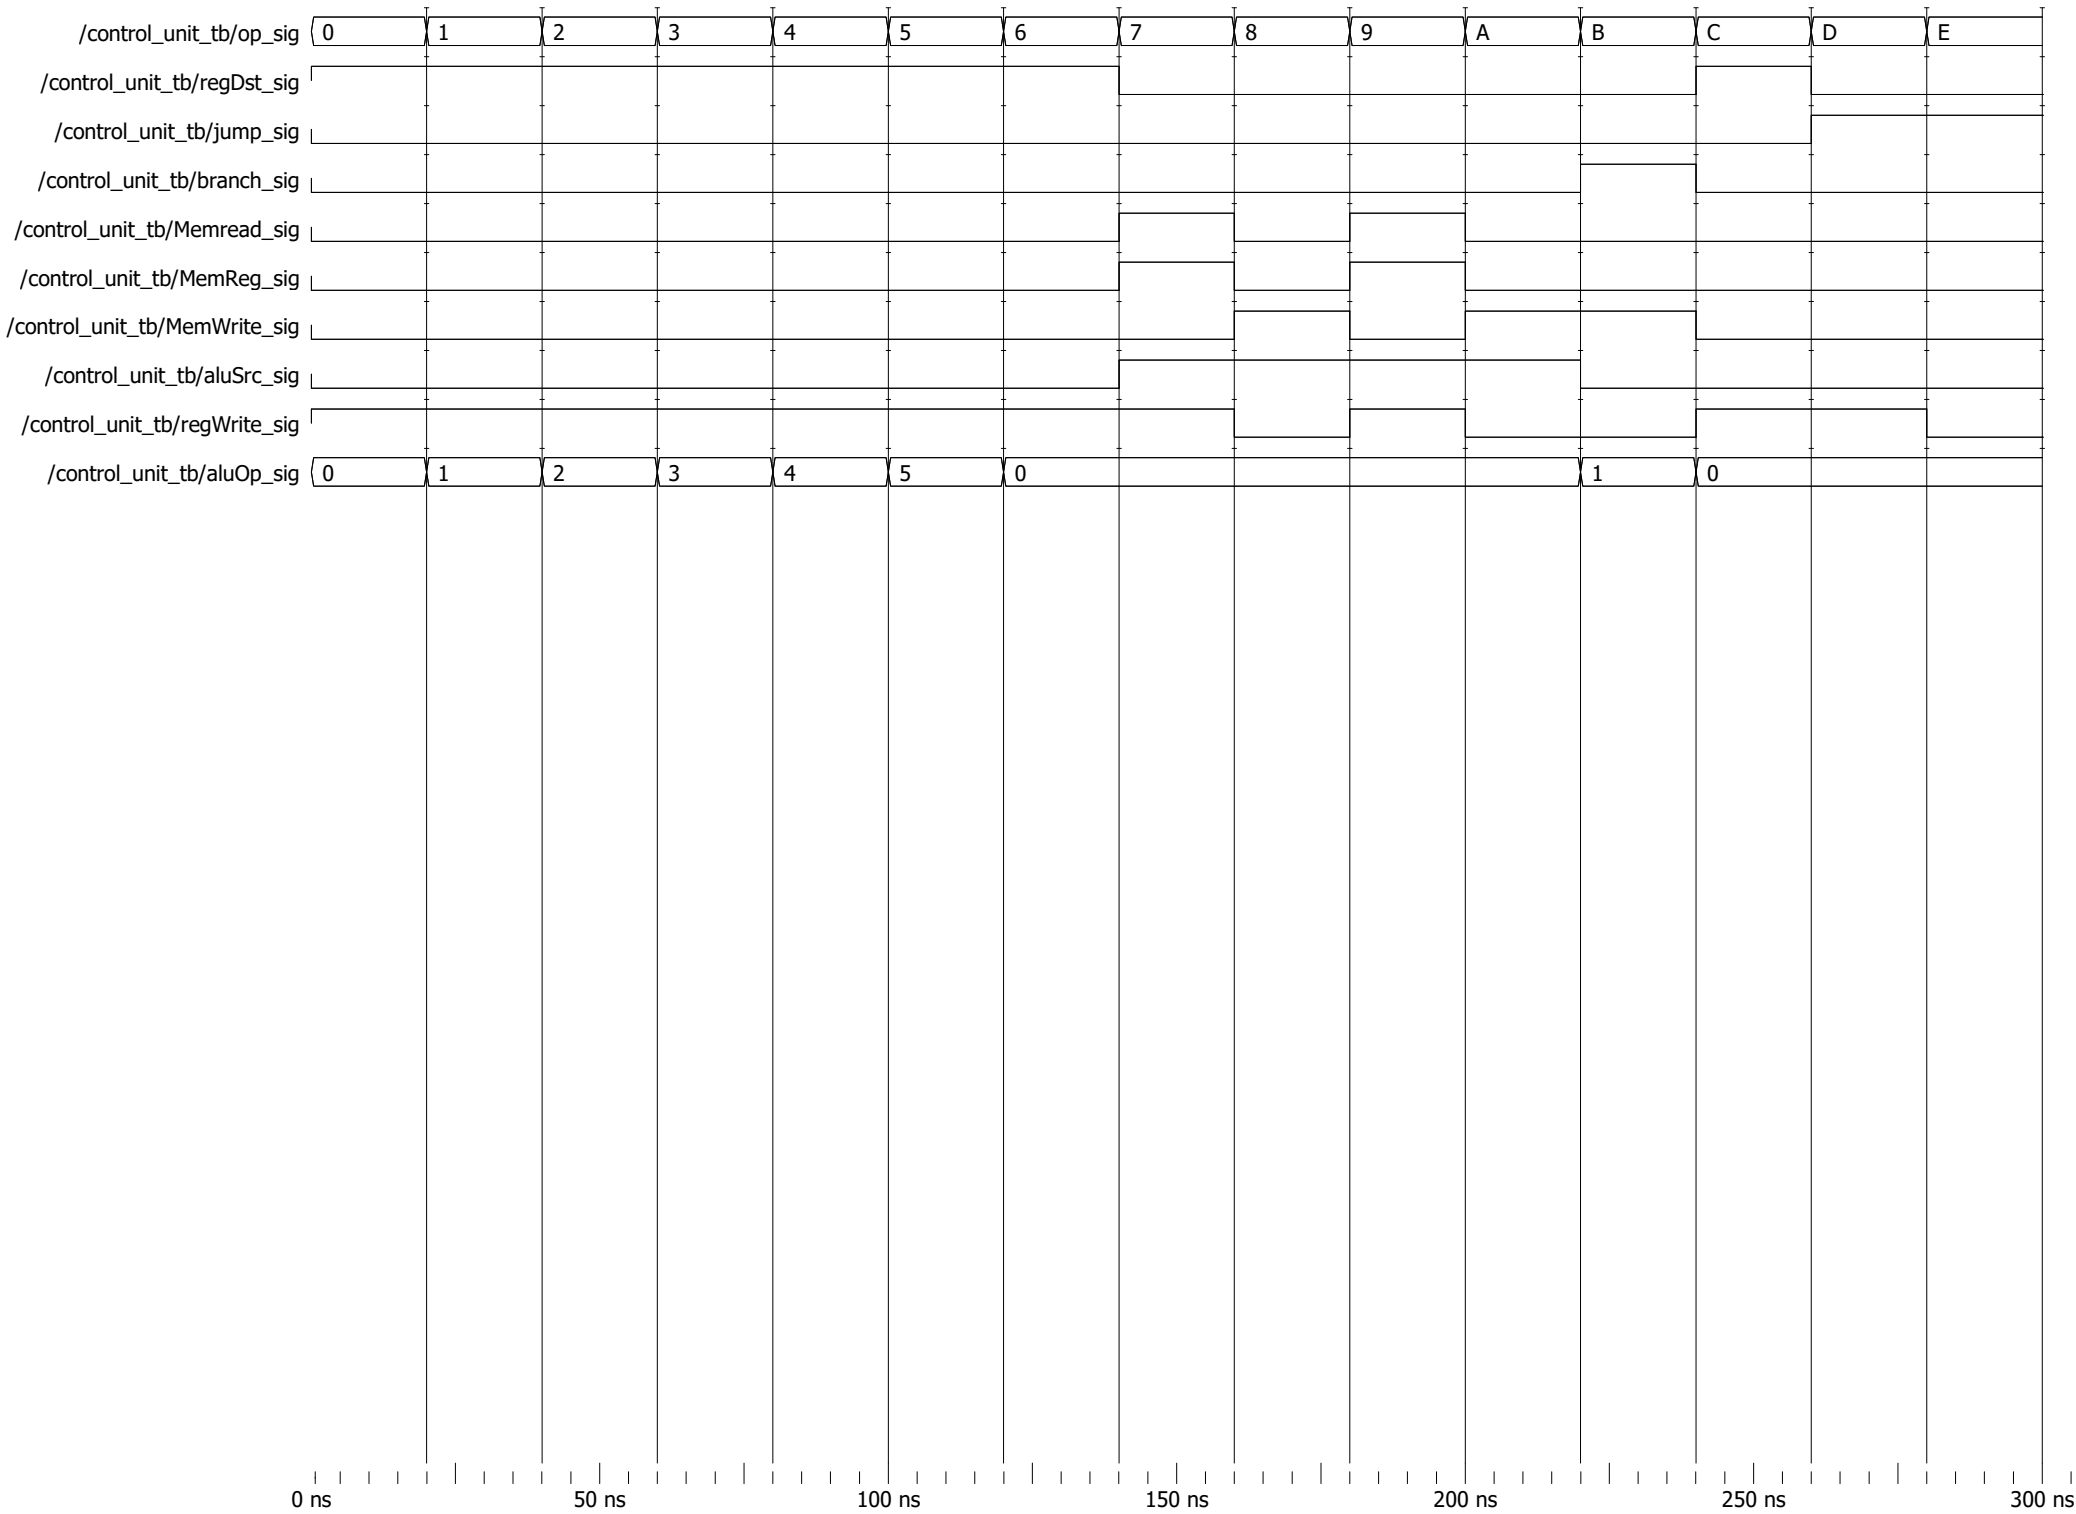 /control_unit_tb/op_sig 0 1 2 3 4 5 6 7 8 9 A B C D E
/control_unit_tb/regDst_sig
/control_unit_tb/jump_sig
/control_unit_tb/branch_sig
/control_unit_tb/Memread_sig
/control_unit_tb/MemReg_sig
/control_unit_tb/MemWrite_sig
/control_unit_tb/aluSrc_sig
/control_unit_tb/regWrite_sig
/control_unit_tb/aluOp_sig 0 1 2 3 4 5 0 1 0
0 ns 50 ns 100 ns 150 ns 200 ns 250 ns 300 ns